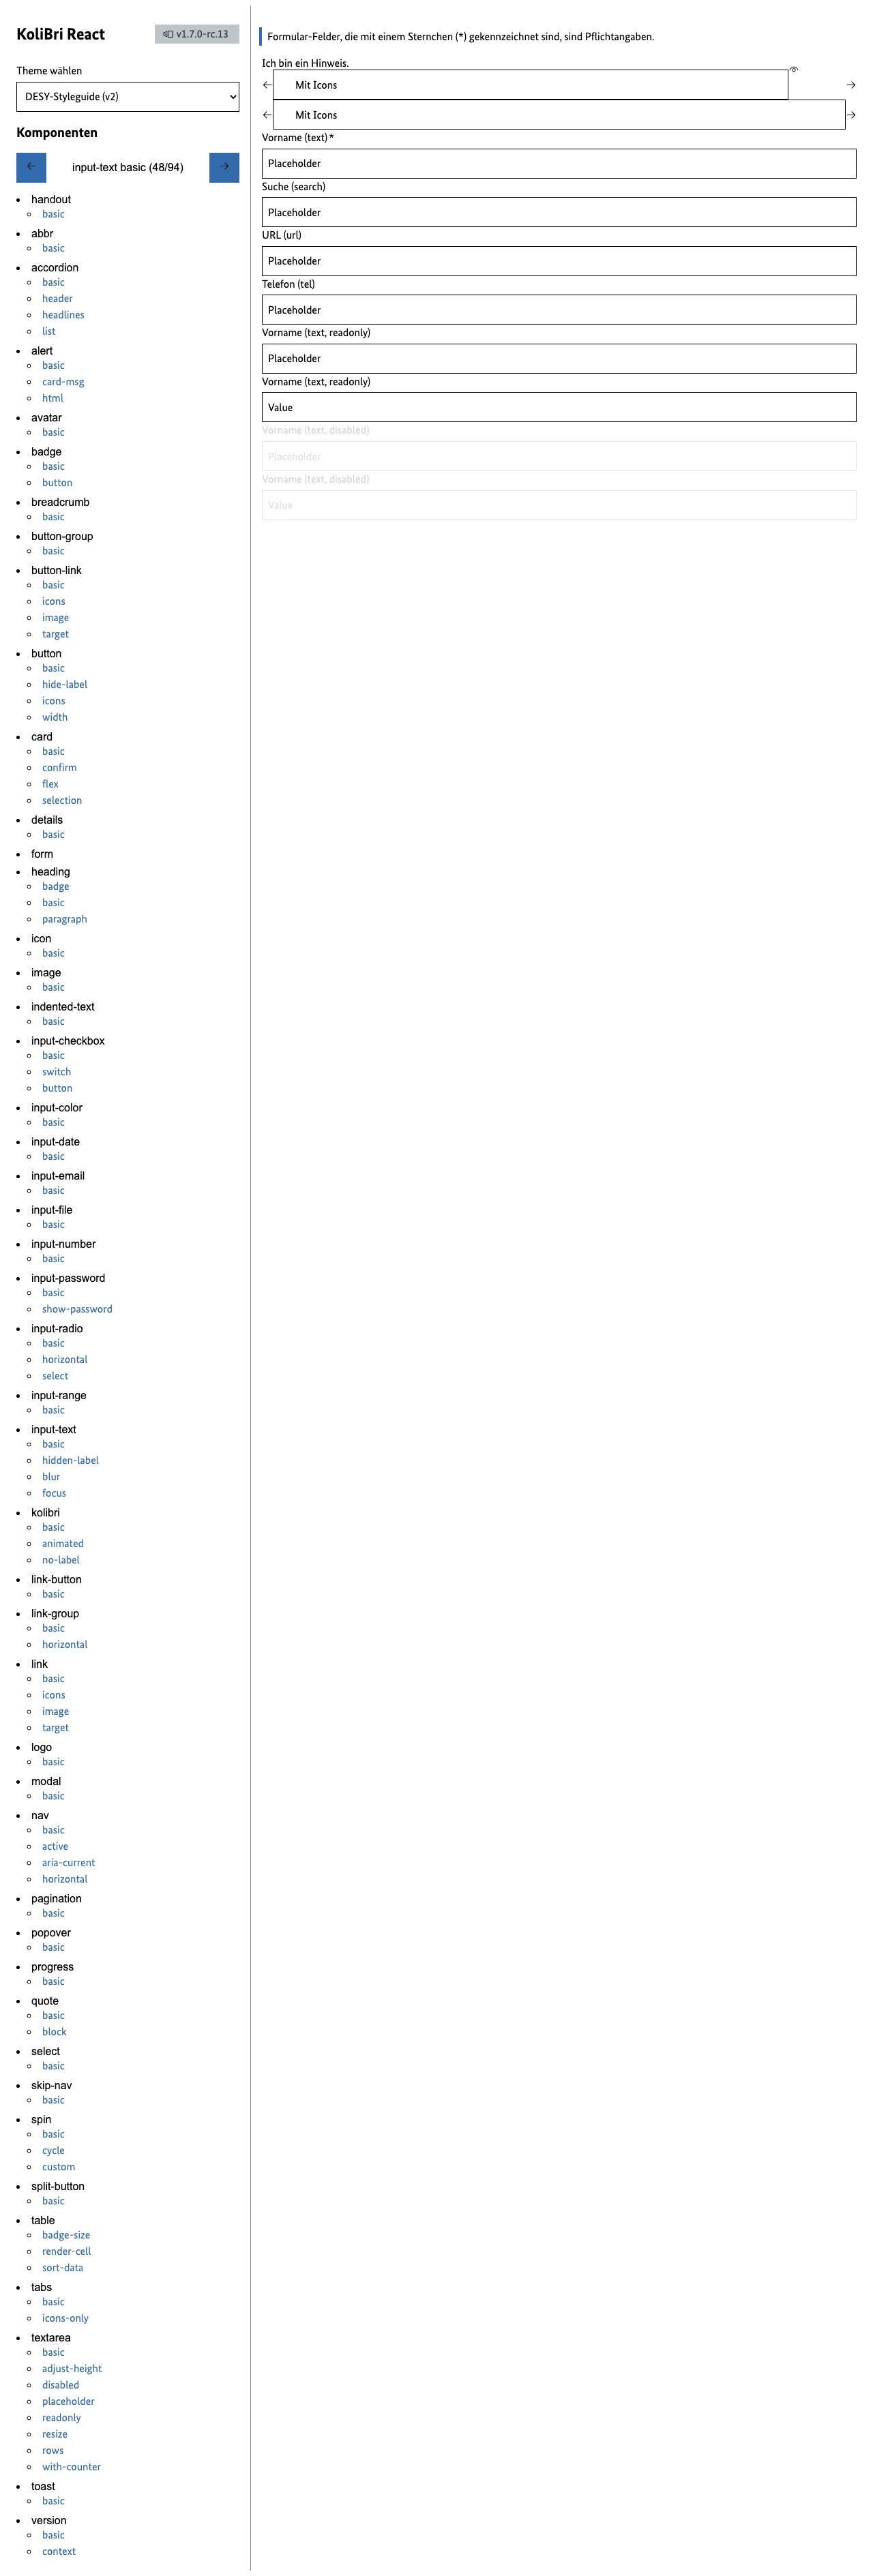 KoliBri React
v1.7.0-rc.13
Theme wählen
DESY-Styleguide (v2)
Komponenten
← input-text basic (48/94) →
handout
basic
abbr
basic
accordion
basic
header
headlines
list
alert
basic
card-msg
html
avatar
basic
badge
basic
button
breadcrumb
basic
button-group
basic
button-link
basic
icons
image
target
button
basic
hide-label
icons
width
card
basic
confirm
flex
selection
details
basic
form
heading
badge
basic
paragraph
icon
basic
image
basic
indented-text
basic
input-checkbox
basic
switch
button
input-color
basic
input-date
basic
input-email
basic
input-file
basic
input-number
basic
input-password
basic
show-password
input-radio
basic
horizontal
select
input-range
basic
input-text
basic
hidden-label
blur
focus
kolibri
basic
animated
no-label
link-button
basic
link-group
basic
horizontal
link
basic
icons
image
target
logo
basic
modal
basic
nav
basic
active
aria-current
horizontal
pagination
basic
popover
basic
progress
basic
quote
basic
block
select
basic
skip-nav
basic
spin
basic
cycle
custom
split-button
basic
table
badge-size
render-cell
sort-data
tabs
basic
icons-only
textarea
basic
adjust-height
disabled
placeholder
readonly
resize
rows
with-counter
toast
basic
version
basic
context
Formular-Felder, die mit einem Sternchen (*) gekennzeichnet sind, sind Pflichtangaben.
Ich bin ein Hinweis.
Mit Icons
Mit Icons
Vorname (text) *
Placeholder
Suche (search)
Placeholder
URL (url)
Placeholder
Telefon (tel)
Placeholder
Vorname (text, readonly)
Placeholder
Vorname (text, readonly)
Value
Vorname (text, disabled)
Placeholder
Vorname (text, disabled)
Value